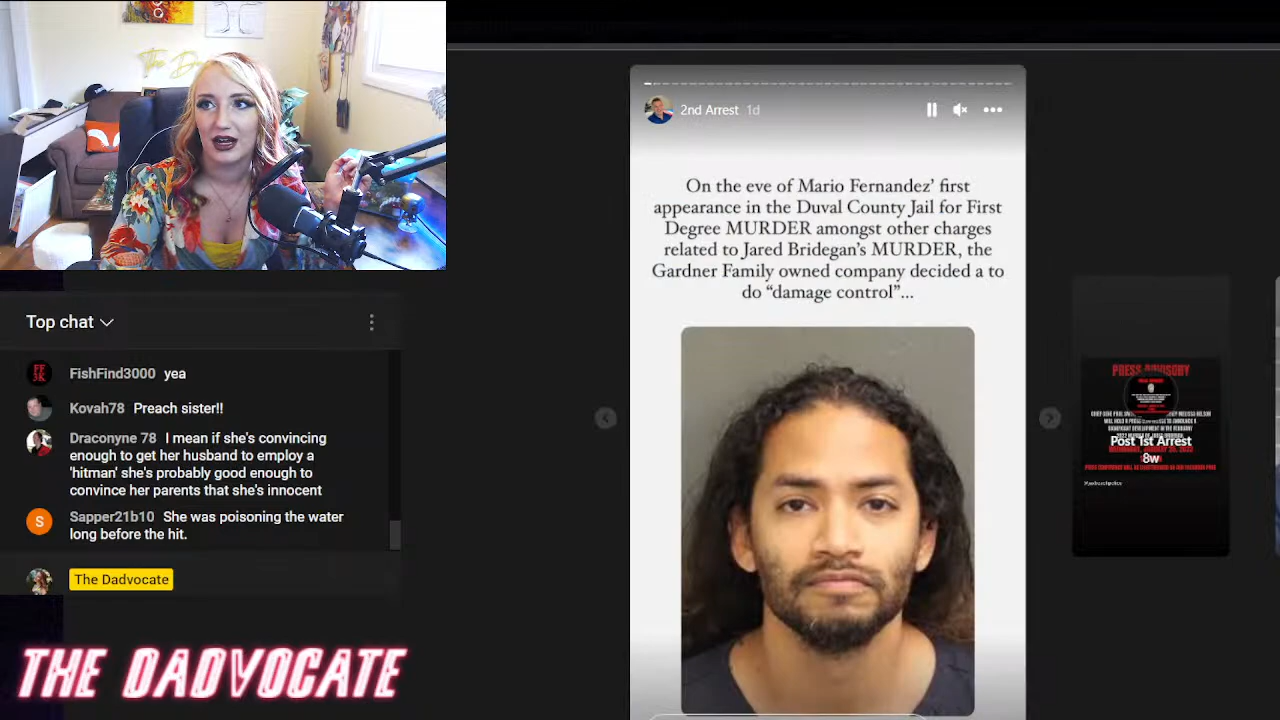 The D
2nd Arrest 1d
On the eve of Mario Fernandez’ first
appearance in the Duval County Jail for First
Degree MURDER amongst other charges
related to Jared Bridegan’s MURDER, the
Gardner Family owned company decided a to
do “damage control”...
Top chat
FF
3K
FishFind3000 yea
Kovah78 Preach sister!!
Draconyne 78 I mean if she's convincing
enough to get her husband to employ a
'hitman' she's probably good enough to
convince her parents that she's innocent
S
Sapper21b10 She was poisoning the water
long before the hit.
The Dadvocate
THE DADVOCATE
PRESS ADVISORY
Post 1st Arrest
8w